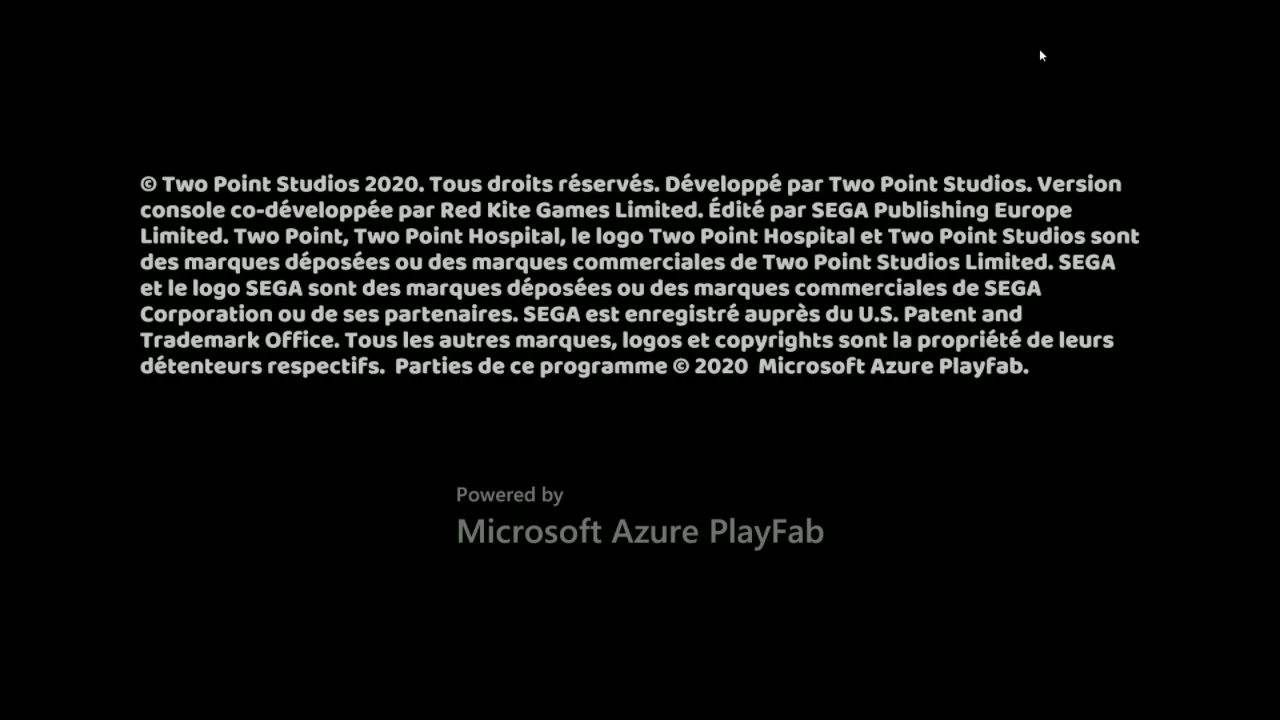 © Two Point Studios 2020. Tous droits réservés. Développé par Two Point Studios. Version
console co-développée par Red Kite Games Limited. Édité par SEGA Publishing Europe
Limited. Two Point, Two Point Hospital, le logo Two Point Hospital et Two Point Studios sont
des marques déposées ou des marques commerciales de Two Point Studios Limited. SEGA
et le logo SEGA sont des marques déposées ou des marques commerciales de SEGA
Corporation ou de ses partenaires. SEGA est enregistré auprès du U.S. Patent and
Trademark Office. Tous les autres marques, logos et copyrights sont la propriété de leurs
détenteurs respectifs.  Parties de ce programme © 2020  Microsoft Azure Playfab.
Powered by
Microsoft Azure PlayFab